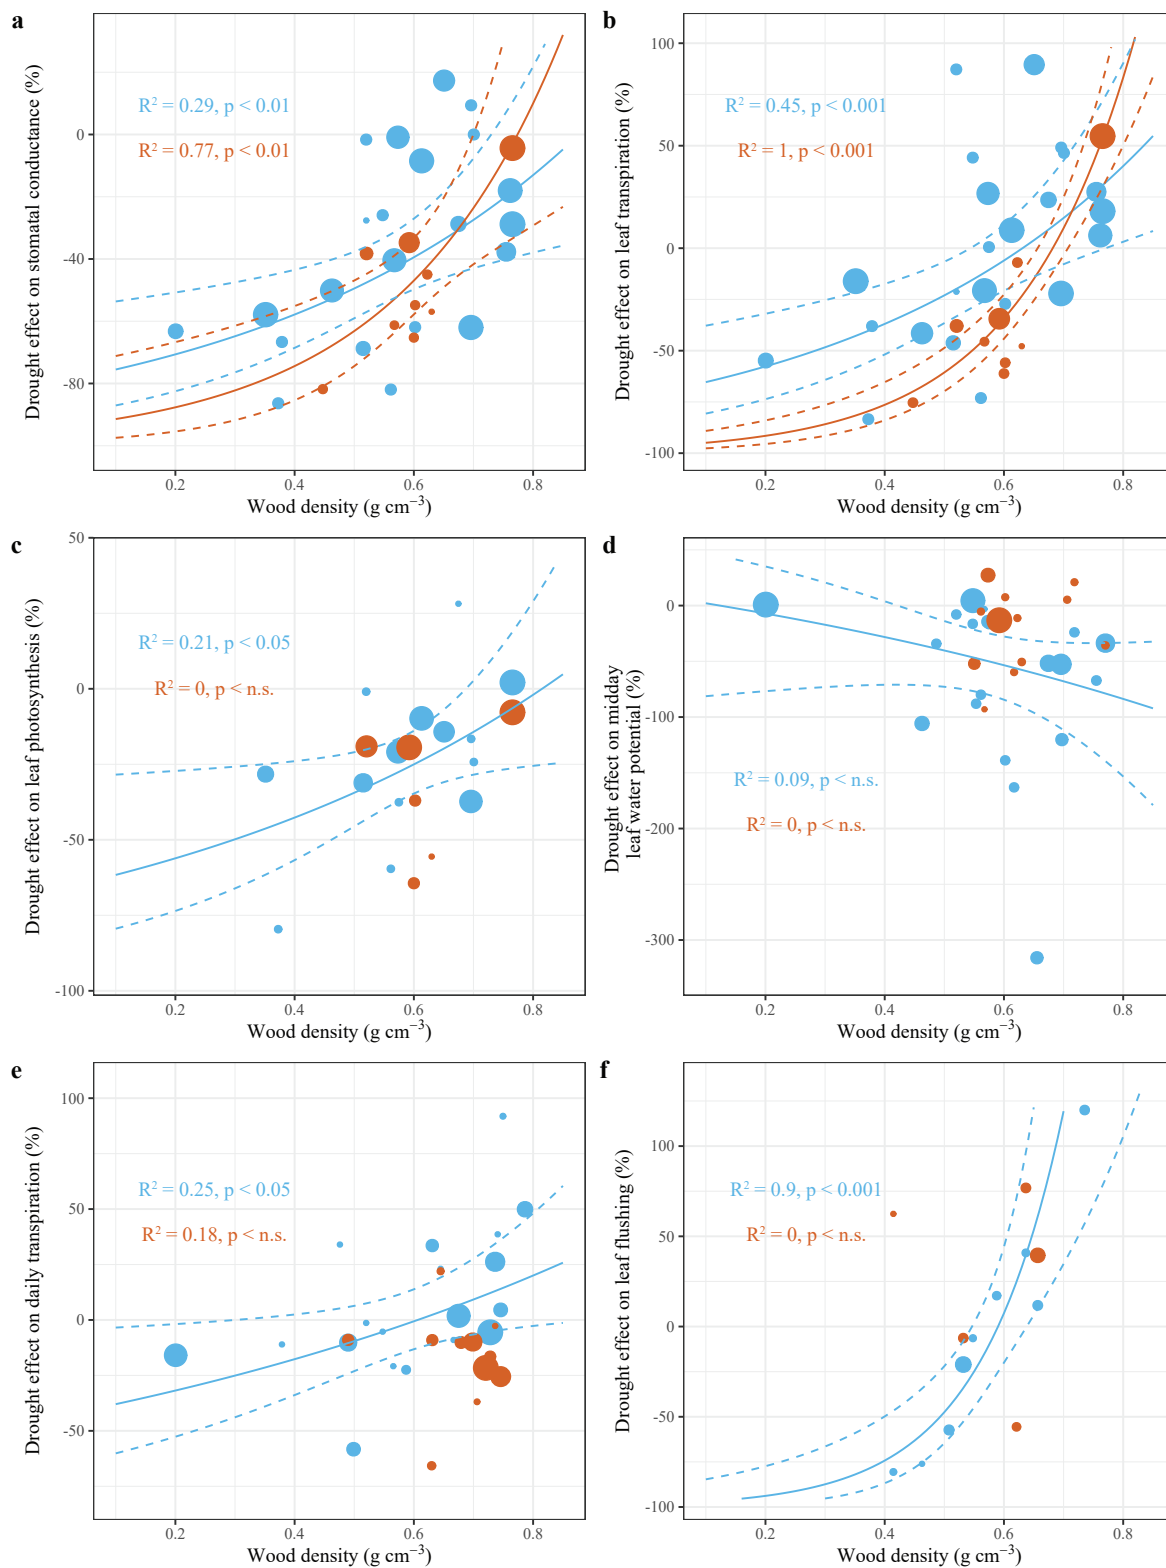 a
Drought effect on stomatal conductance (%)
0
-40
-80
R² = 0.29, p < 0.01
R² = 0.77, p < 0.01
0.2 0.4 0.6 0.8
Wood density (g cm⁻³)
b
Drought effect on leaf transpiration (%)
100
50
0
-50
-100
R² = 0.45, p < 0.001
R² = 1, p < 0.001
0.2 0.4 0.6 0.8
Wood density (g cm⁻³)
c
Drought effect on leaf photosynthesis (%)
50
0
-50
-100
R² = 0.21, p < 0.05
R² = 0, p < n.s.
0.2 0.4 0.6 0.8
Wood density (g cm⁻³)
d
Drought effect on midday
leaf water potential (%)
0
-100
-200
-300
R² = 0.09, p < n.s.
R² = 0, p < n.s.
0.2 0.4 0.6 0.8
Wood density (g cm⁻³)
e
Drought effect on daily transpiration (%)
100
50
0
-50
R² = 0.25, p < 0.05
R² = 0.18, p < n.s.
0.2 0.4 0.6 0.8
Wood density (g cm⁻³)
f
Drought effect on leaf flushing (%)
100
50
0
-50
-100
R² = 0.9, p < 0.001
R² = 0, p < n.s.
0.2 0.4 0.6 0.8
Wood density (g cm⁻³)